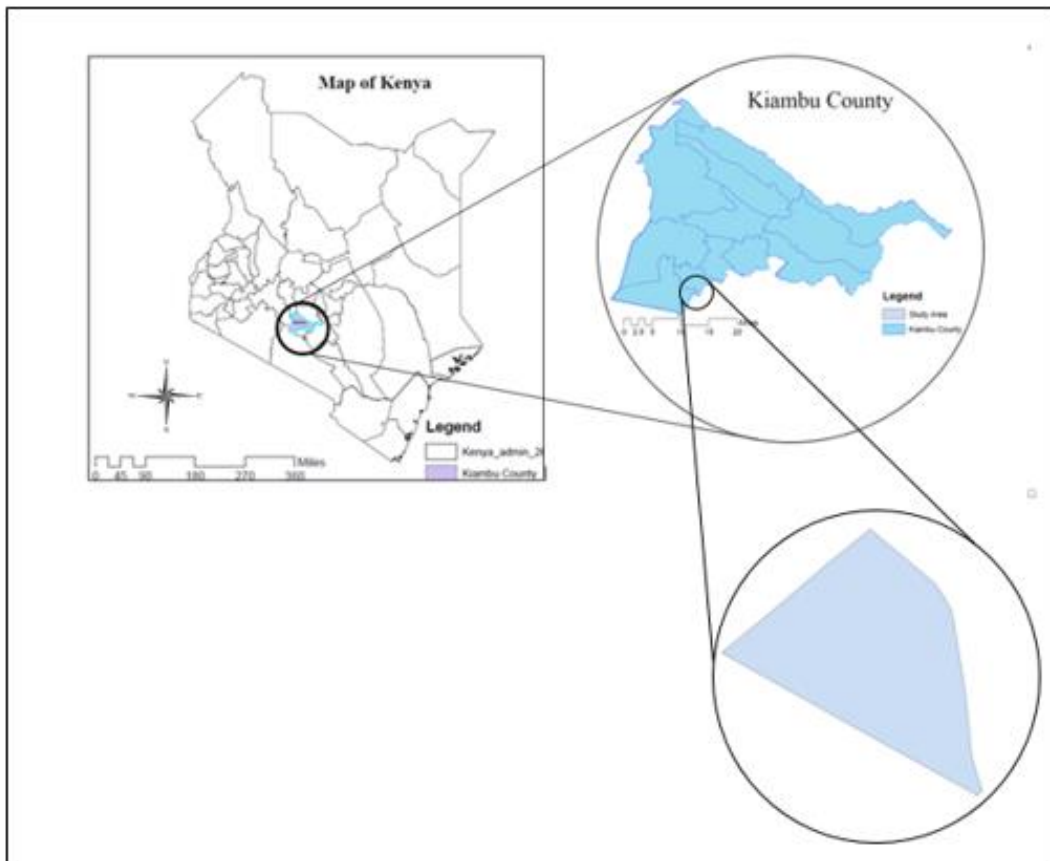 Map of Kenya
N
W E
S
Legend
Kenya_admin_2
Kiambu County
Miles
0 45 90 180 270 360
Kiambu County
Legend
Study Area
Kiambu County